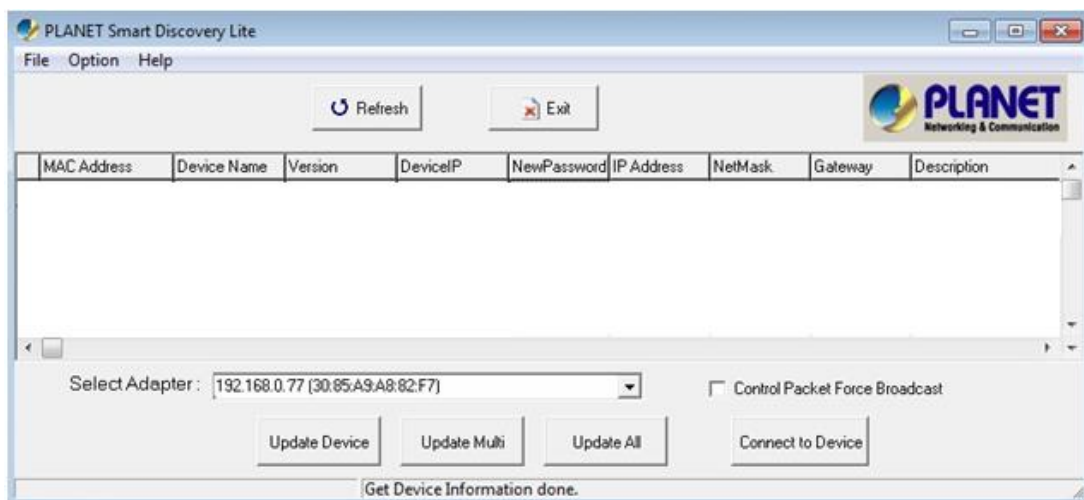 PLANET Smart Discovery Lite
File Option Help
Refresh Exit
PLANET
Networking & Communication
MAC Address Device Name Version DeviceIP NewPassword IP Address NetMask Gateway Description
Select Adapter : 192.168.0.77 (30:85:A9:A8:82:F7) Control Packet Force Broadcast
Update Device Update Multi Update All Connect to Device
Get Device Information done.